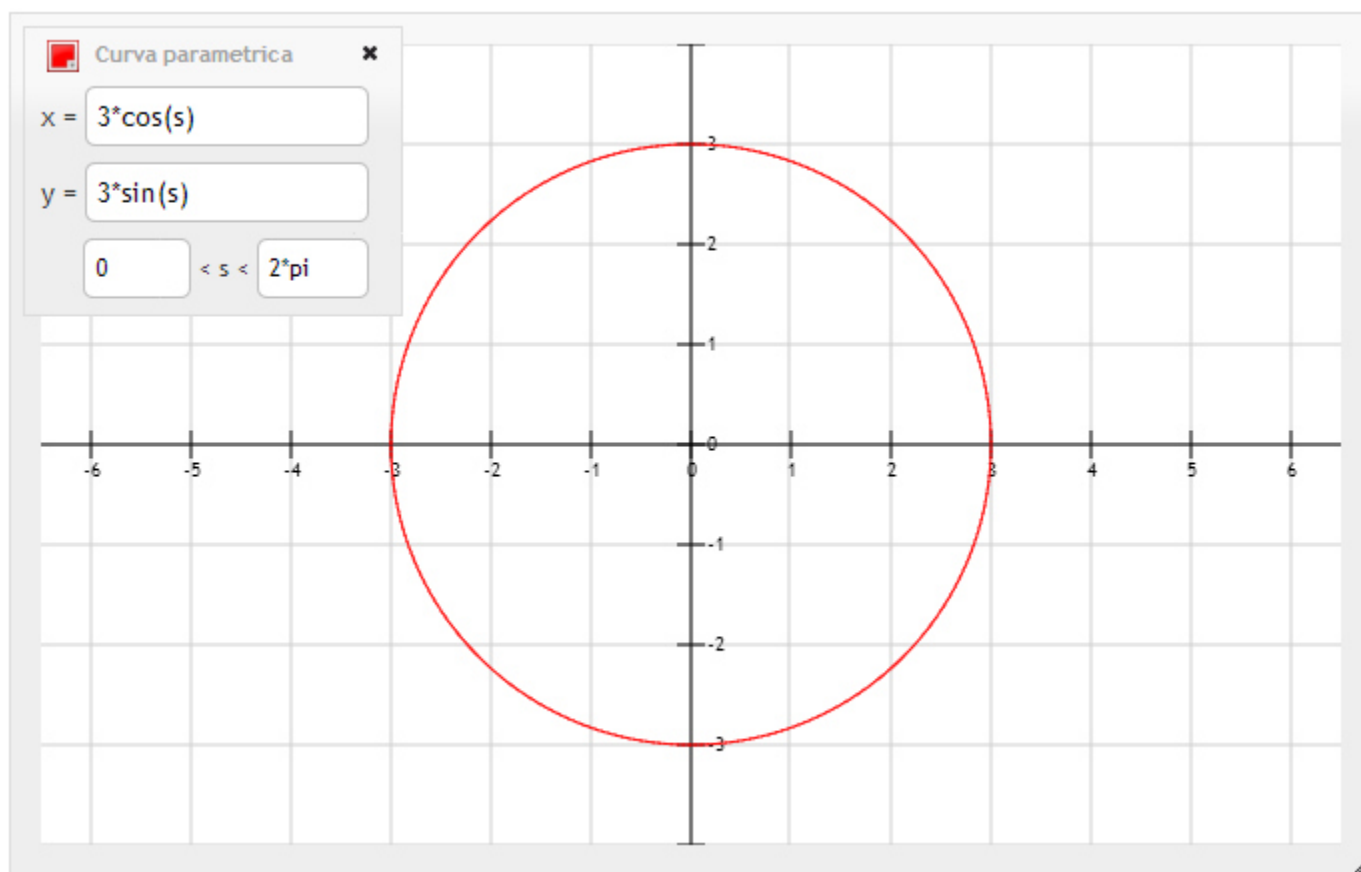 Curva parametrica ✖
x = 3*cos(s)
y = 3*sin(s)
0 < s < 2*pi
3
2
1
0
-6 -5 -4 -3 -2 -1 0 1 2 3 4 5 6
-1
-2
-3